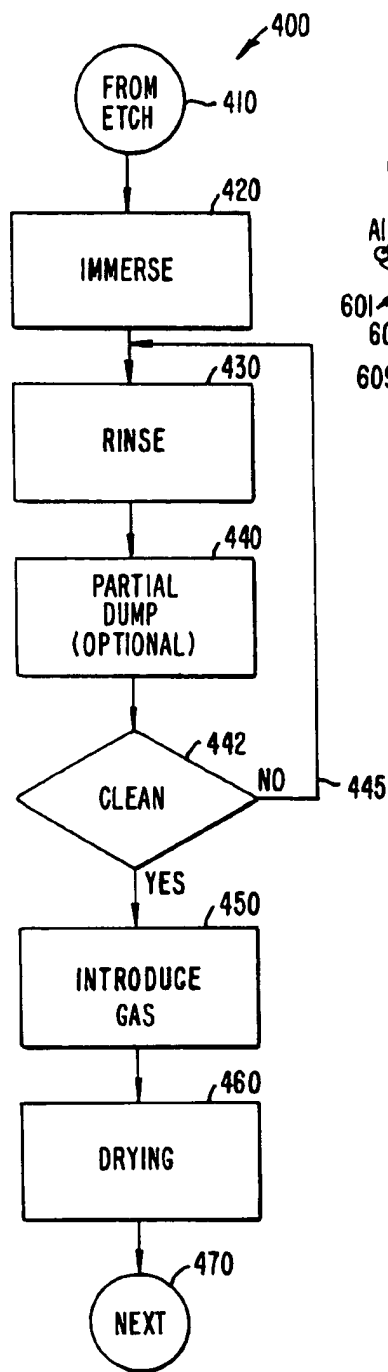 400
FROM
ETCH
410
420
IMMERSE
430
RINSE
440
PARTIAL
DUMP
(OPTIONAL)
442
CLEAN
NO
445
YES
450
INTRODUCE
GAS
460
DRYING
470
NEXT
601